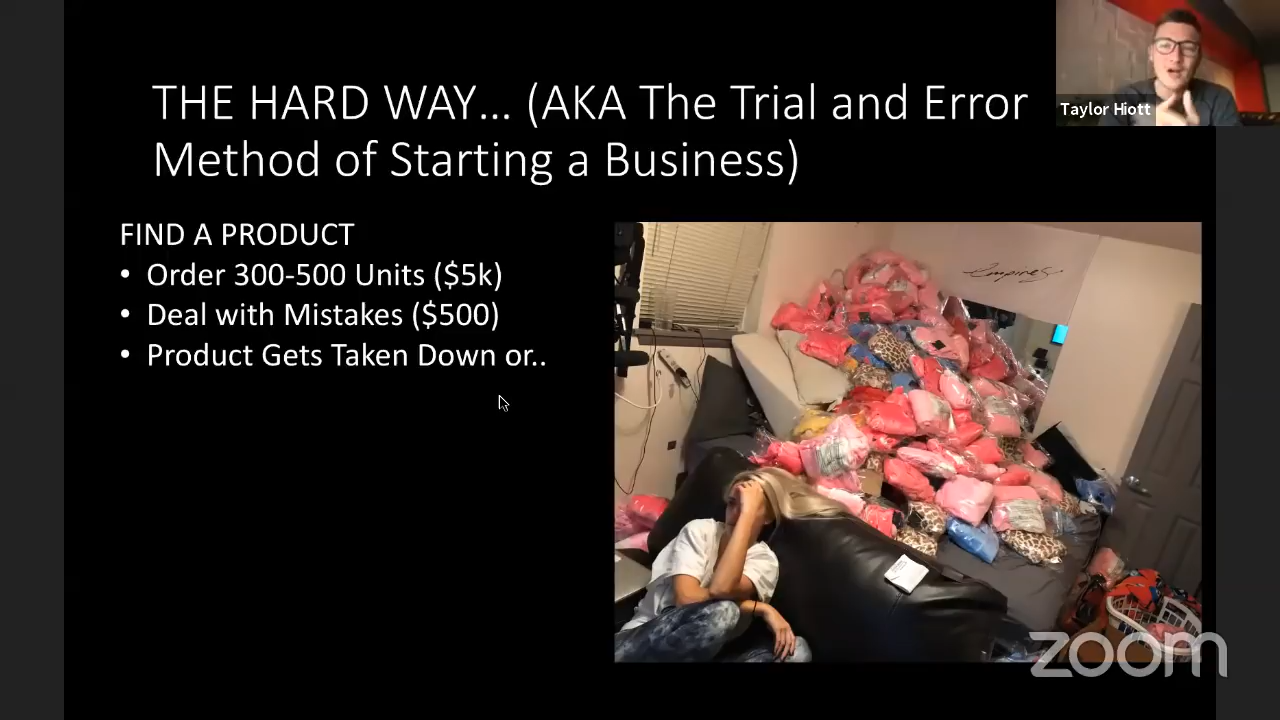 THE HARD WAY... (AKA The Trial and Error
Method of Starting a Business)
Taylor Hiott
FIND A PRODUCT
• Order 300-500 Units ($5k)
• Deal with Mistakes ($500)
• Product Gets Taken Down or..
Empires
zoom